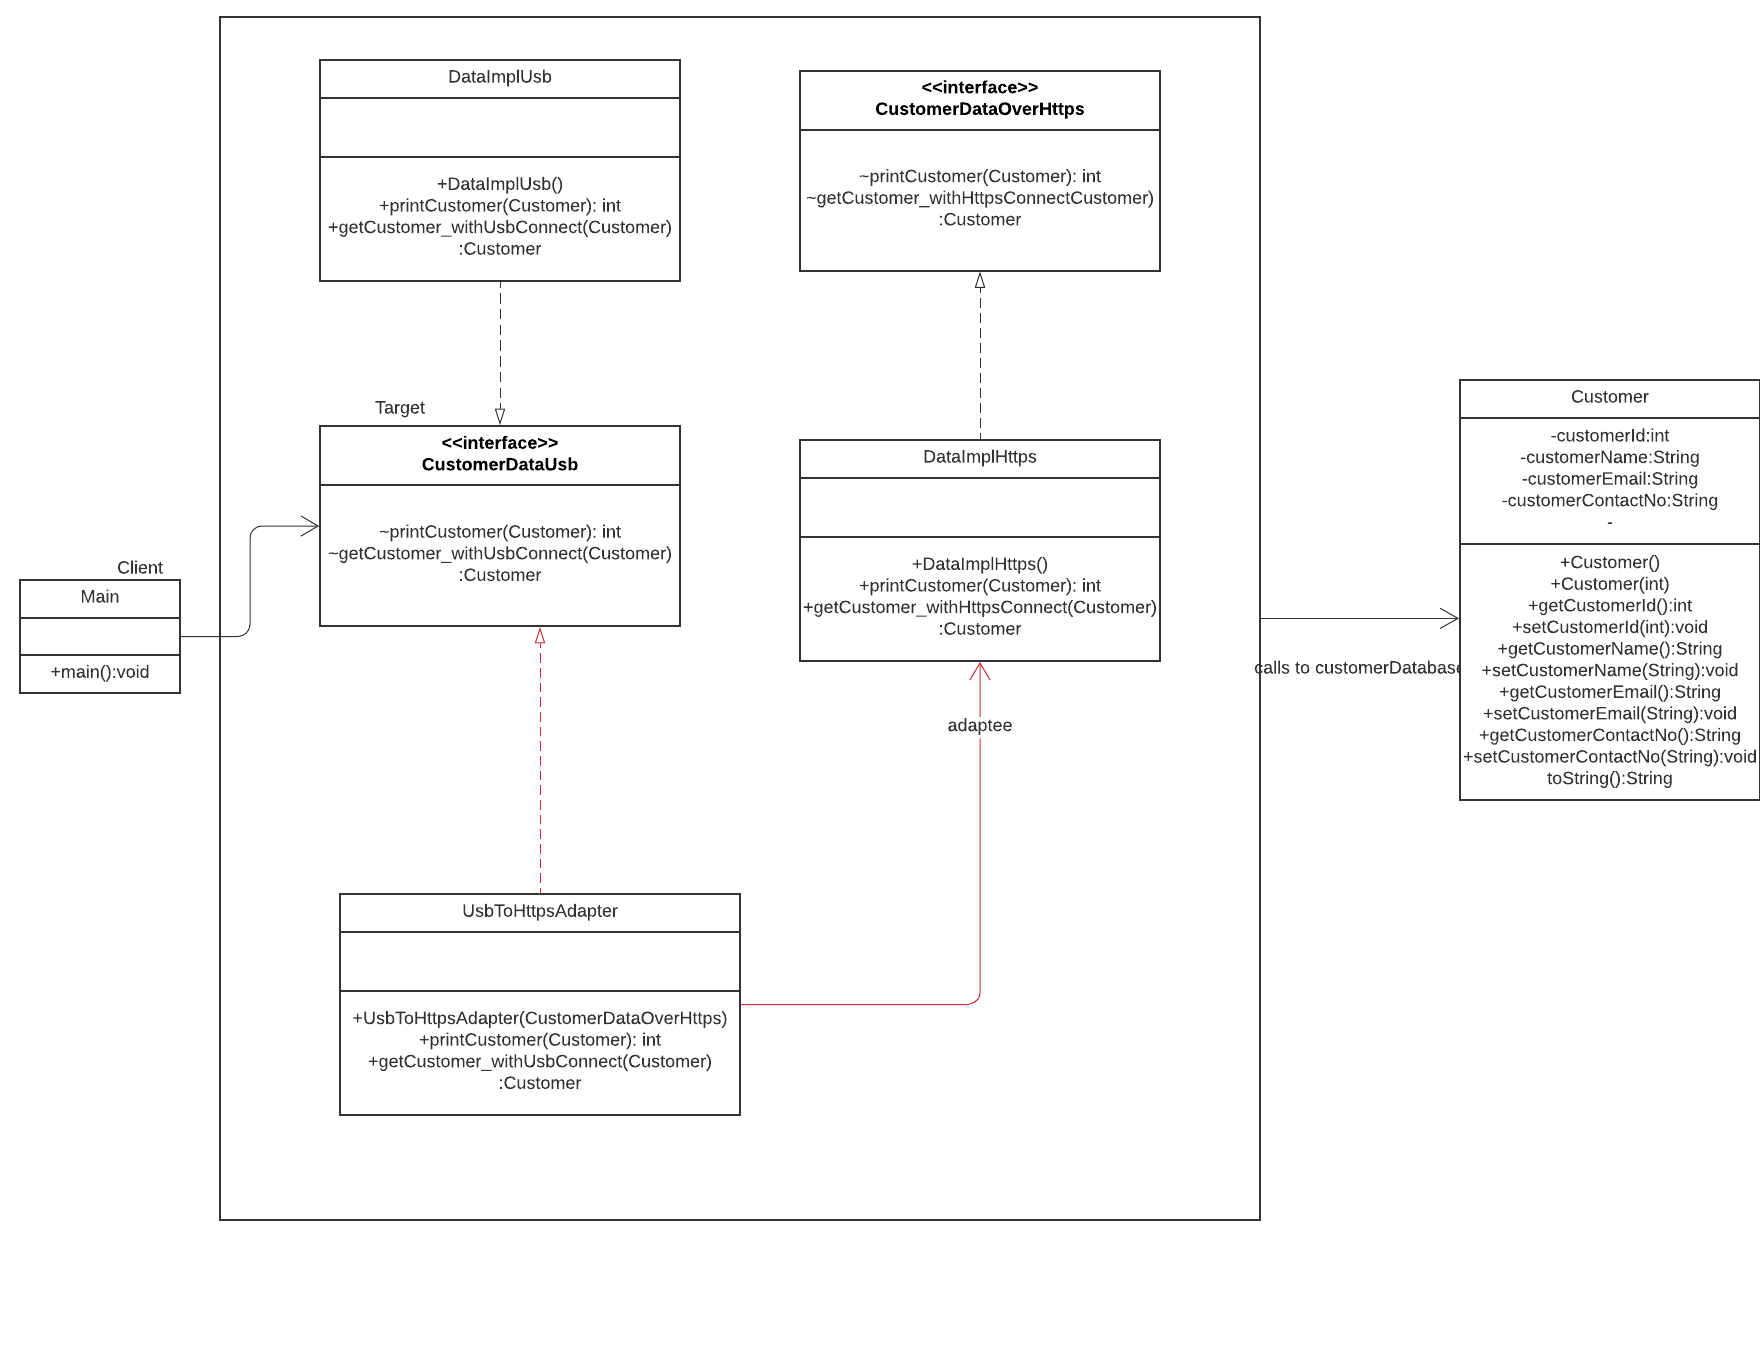 DataImplUsb
+DataImplUsb()
+printCustomer(Customer): int
+getCustomer_withUsbConnect(Customer)
:Customer
<<interface>>
CustomerDataOverHttps
~printCustomer(Customer): int
~getCustomer_withHttpsConnectCustomer)
:Customer
Target
<<interface>>
CustomerDataUsb
~printCustomer(Customer): int
~getCustomer_withUsbConnect(Customer)
:Customer
DataImplHttps
+DataImplHttps()
+printCustomer(Customer): int
+getCustomer_withHttpsConnect(Customer)
:Customer
Client
Main
+main():void
adaptee
calls to customerDatabase
Customer
-customerId:int
-customerName:String
-customerEmail:String
-customerContactNo:String
-
+Customer()
+Customer(int)
+getCustomerId():int
+setCustomerId(int):void
+getCustomerName():String
+setCustomerName(String):void
+getCustomerEmail():String
+setCustomerEmail(String):void
+getCustomerContactNo():String
+setCustomerContactNo(String):void
toString():String
UsbToHttpsAdapter
+UsbToHttpsAdapter(CustomerDataOverHttps)
+printCustomer(Customer): int
+getCustomer_withUsbConnect(Customer)
:Customer